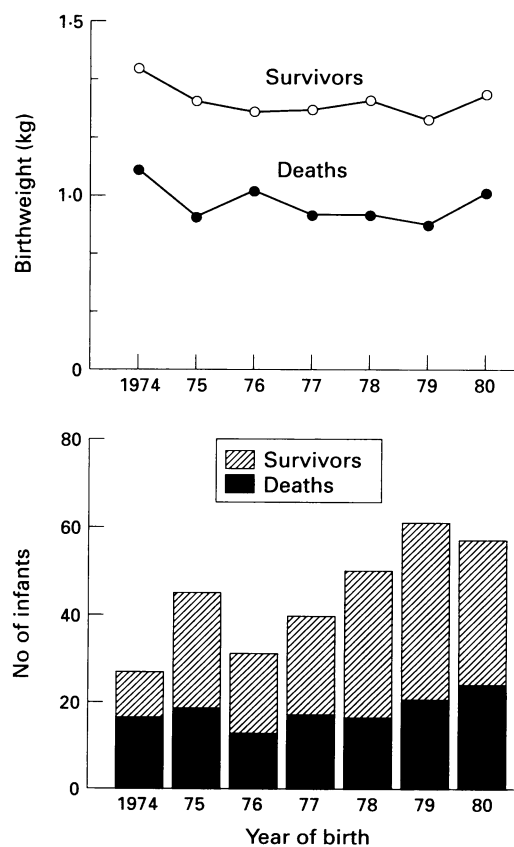 1·5
Survivors
Birthweight (kg)
Deaths
1·0
0
1974 75 76 77 78 79 80
80
Survivors
Deaths
60
No of infants
40
20
0
1974 75 76 77 78 79 80
Year of birth